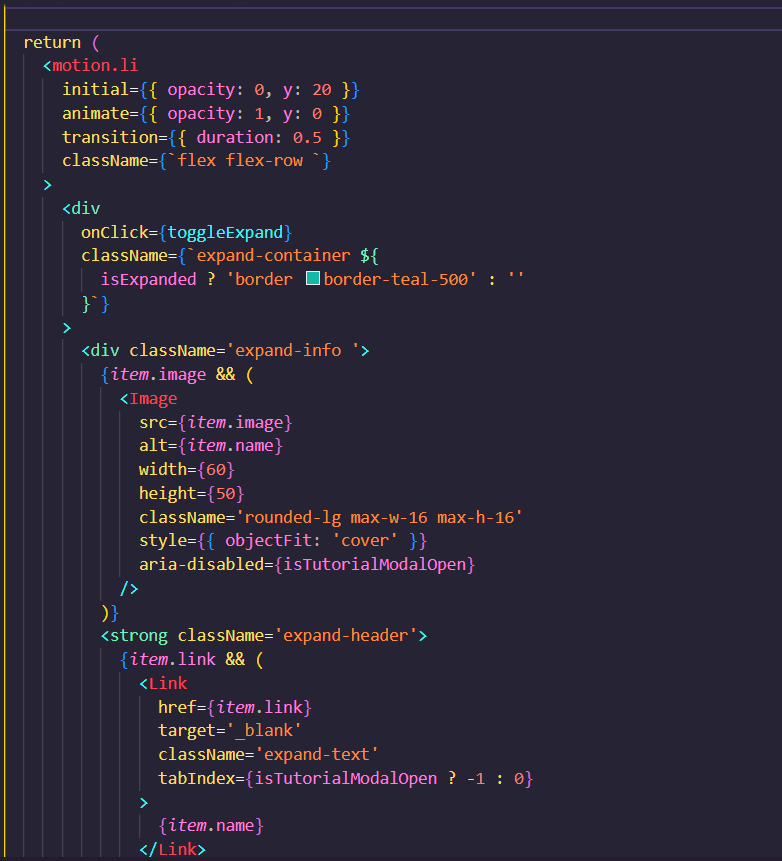 return (
<motion.li
initial={{ opacity: 0, y: 20 }}
animate={{ opacity: 1, y: 0 }}
transition={{ duration: 0.5 }}
className={`flex flex-row `}
>
<div
onClick={toggleExpand}
className={`expand-container ${
isExpanded ? 'border border-teal-500' : ''
}`}
>
<div className='expand-info '>
{item.image && (
<Image
src={item.image}
alt={item.name}
width={60}
height={50}
className='rounded-lg max-w-16 max-h-16'
style={{ objectFit: 'cover' }}
aria-disabled={isTutorialModalOpen}
/>
)}
<strong className='expand-header'>
{item.link && (
<Link
href={item.link}
target='_blank'
className='expand-text'
tabIndex={isTutorialModalOpen ? -1 : 0}
>
{item.name}
</Link>